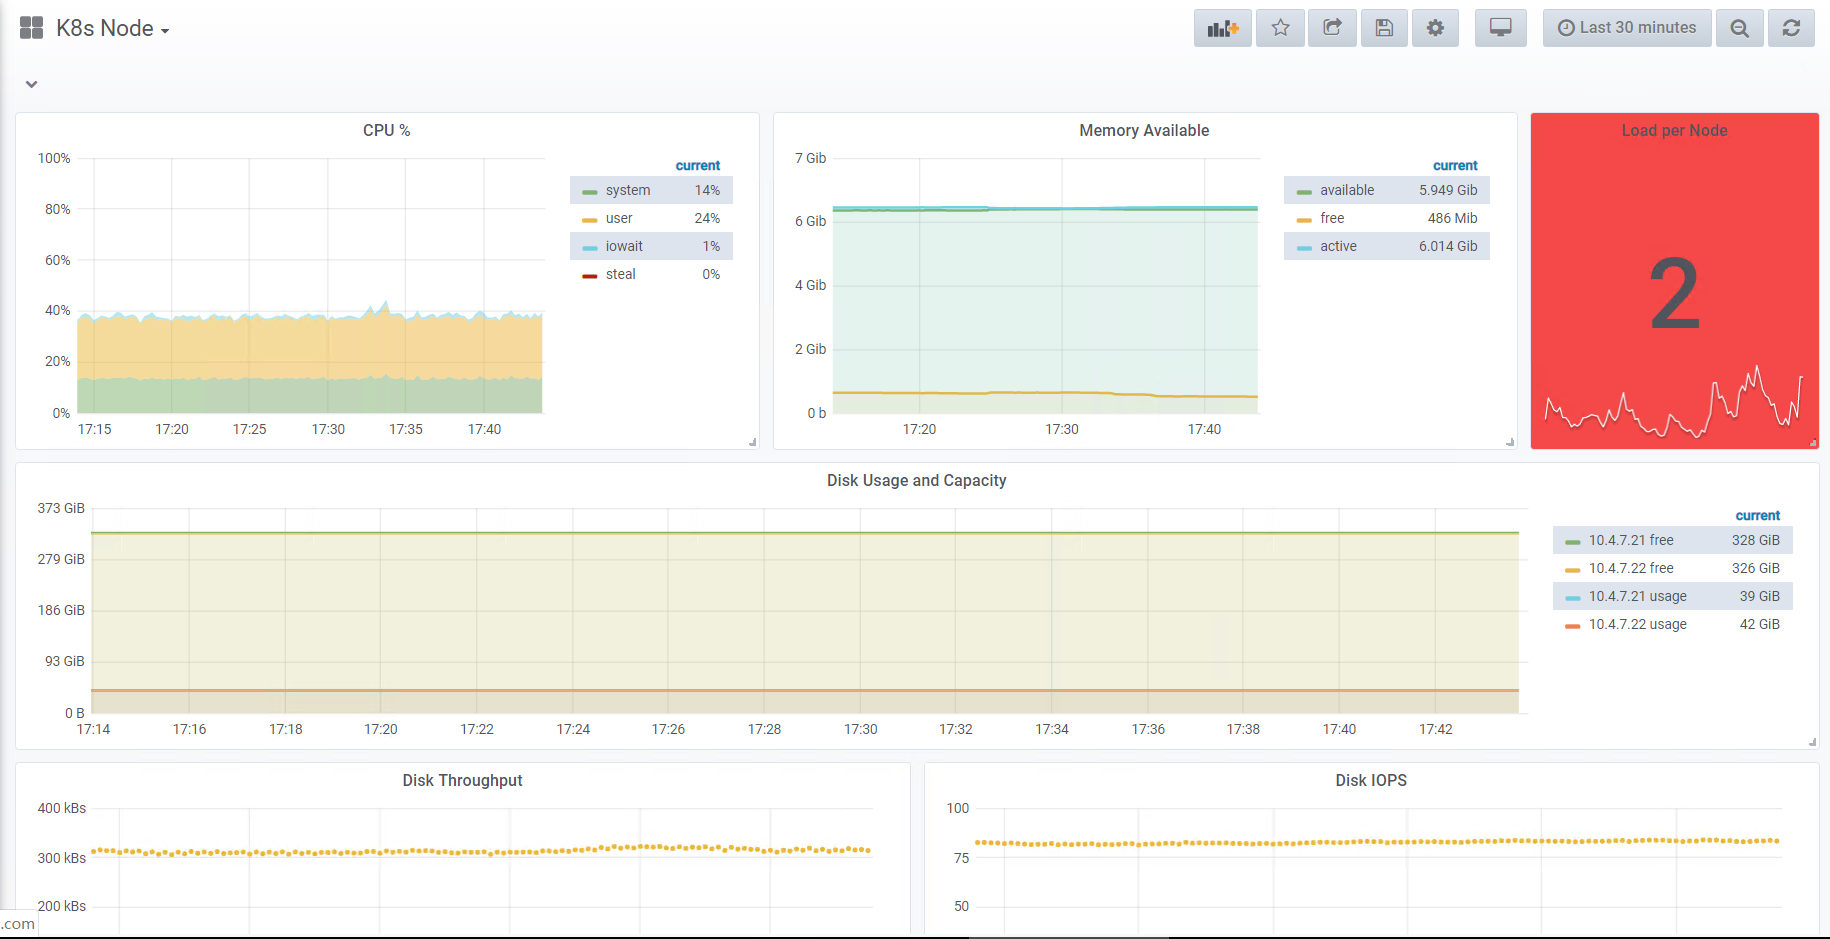 K8s Node
Last 30 minutes
CPU %
100%
80%
60%
40%
20%
0%
17:15 17:20 17:25 17:30 17:35 17:40
current
system 14%
user 24%
iowait 1%
steal 0%
Memory Available
7 Gib
6 Gib
4 Gib
2 Gib
0 b
17:20 17:30 17:40
current
available 5.949 Gib
free 486 Mib
active 6.014 Gib
Load per Node
2
Disk Usage and Capacity
373 GiB
279 GiB
186 GiB
93 GiB
0 B
17:14 17:16 17:18 17:20 17:22 17:24 17:26 17:28 17:30 17:32 17:34 17:36 17:38 17:40 17:42
current
10.4.7.21 free 328 GiB
10.4.7.22 free 326 GiB
10.4.7.21 usage 39 GiB
10.4.7.22 usage 42 GiB
Disk Throughput
400 kBs
300 kBs
200 kBs
Disk IOPS
100
75
50
.com